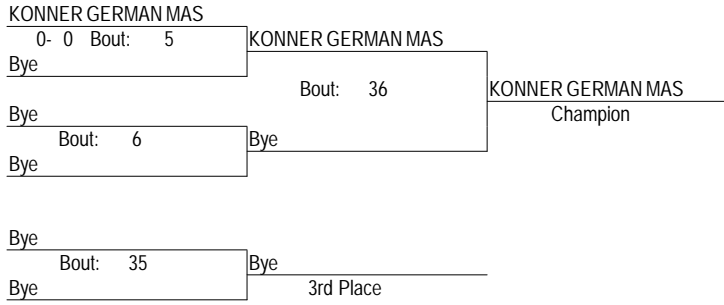 KONNER GERMAN MAS
0- 0 Bout: 5
KONNER GERMAN MAS
Bye
Bout: 36
KONNER GERMAN MAS
Bye
Champion
Bout: 6
Bye
Bye
Bye
Bout: 35
Bye
Bye
3rd Place